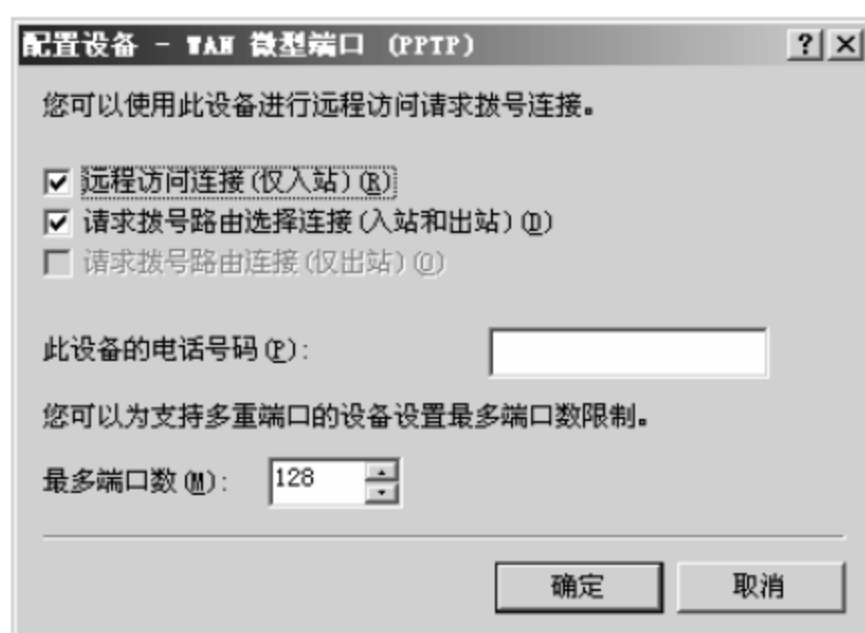 配置设备 - WAN 微型端口 (PPTP)
您可以使用此设备进行远程访问请求拨号连接。
远程访问连接(仅入站)(R)
请求拨号路由选择连接(入站和出站)(D)
请求拨号路由连接(仅出站)(O)
此设备的电话号码(P):
您可以为支持多重端口的设备设置最多端口数限制。
最多端口数(M): 128
确定 取消